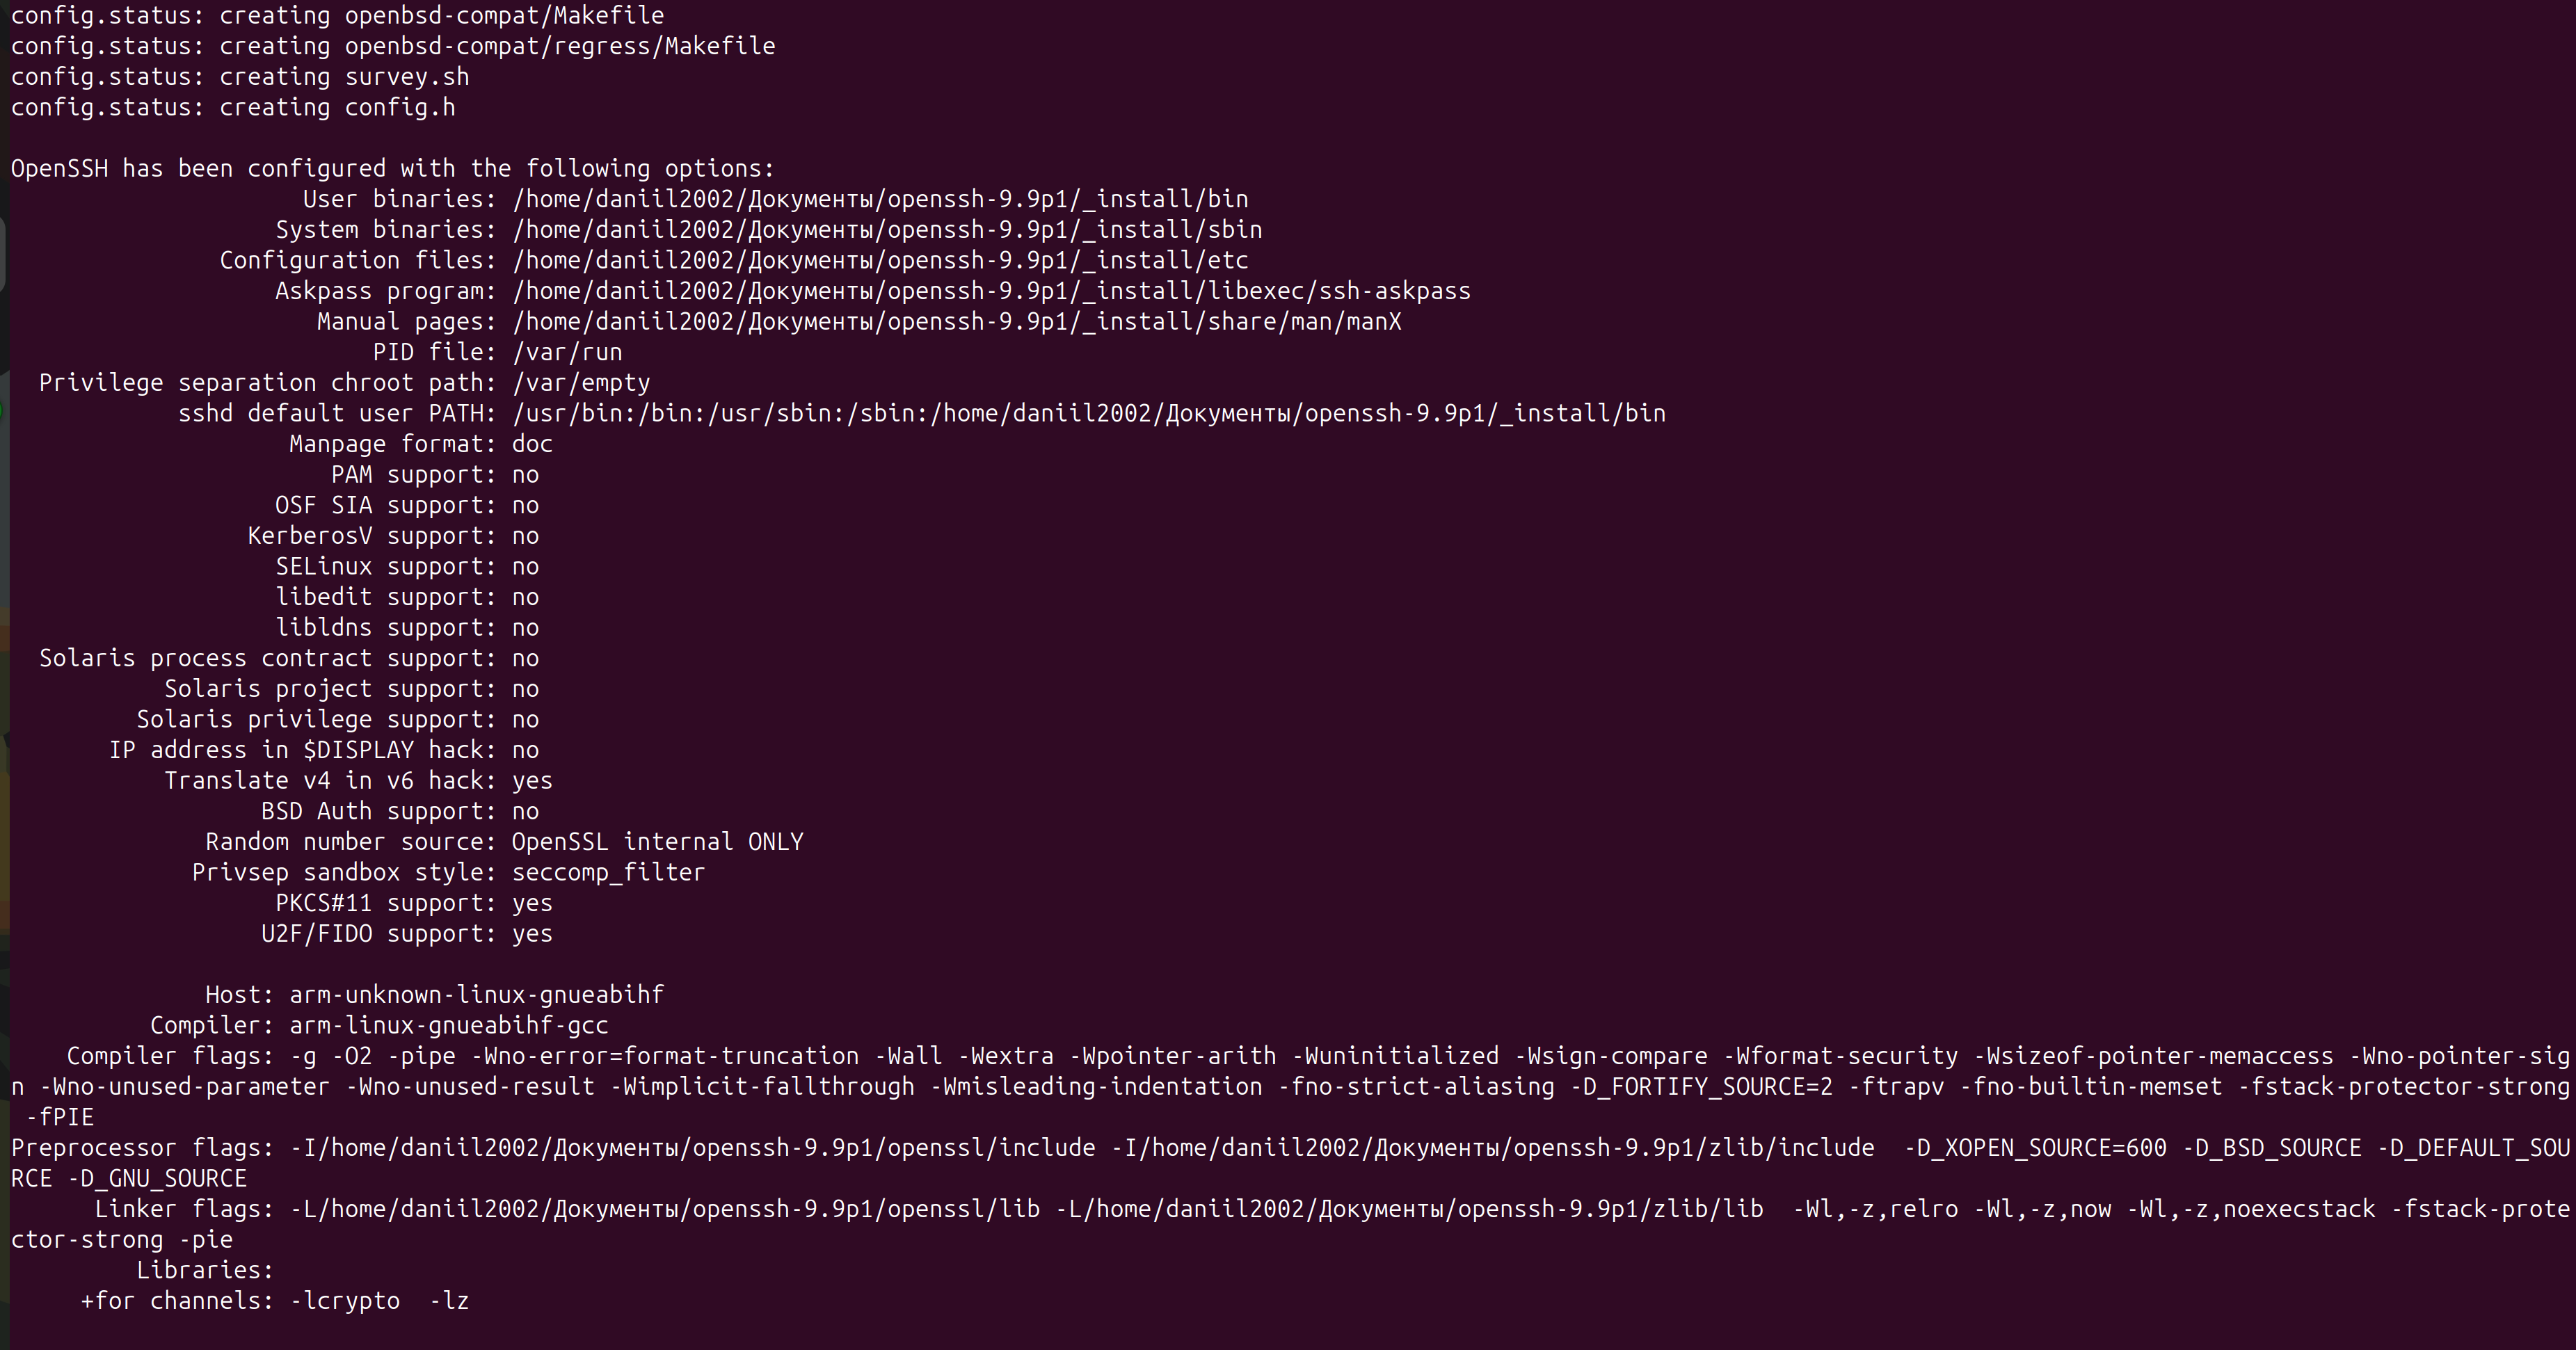 config.status: creating openbsd-compat/Makefile
config.status: creating openbsd-compat/regress/Makefile
config.status: creating survey.sh
config.status: creating config.h
OpenSSH has been configured with the following options:
User binaries: /home/daniil2002/Документы/openssh-9.9p1/_install/bin
System binaries: /home/daniil2002/Документы/openssh-9.9p1/_install/sbin
Configuration files: /home/daniil2002/Документы/openssh-9.9p1/_install/etc
Askpass program: /home/daniil2002/Документы/openssh-9.9p1/_install/libexec/ssh-askpass
Manual pages: /home/daniil2002/Документы/openssh-9.9p1/_install/share/man/manX
PID file: /var/run
Privilege separation chroot path: /var/empty
sshd default user PATH: /usr/bin:/bin:/usr/sbin:/sbin:/home/daniil2002/Документы/openssh-9.9p1/_install/bin
Manpage format: doc
PAM support: no
OSF SIA support: no
KerberosV support: no
SELinux support: no
libedit support: no
libldns support: no
Solaris process contract support: no
Solaris project support: no
Solaris privilege support: no
IP address in $DISPLAY hack: no
Translate v4 in v6 hack: yes
BSD Auth support: no
Random number source: OpenSSL internal ONLY
Privsep sandbox style: seccomp_filter
PKCS#11 support: yes
U2F/FIDO support: yes
Host: arm-unknown-linux-gnueabihf
Compiler: arm-linux-gnueabihf-gcc
Compiler flags: -g -O2 -pipe -Wno-error=format-truncation -Wall -Wextra -Wpointer-arith -Wuninitialized -Wsign-compare -Wformat-security -Wsizeof-pointer-memaccess -Wno-pointer-sig
n -Wno-unused-parameter -Wno-unused-result -Wimplicit-fallthrough -Wmisleading-indentation -fno-strict-aliasing -D_FORTIFY_SOURCE=2 -ftrapv -fno-builtin-memset -fstack-protector-strong
-fPIE
Preprocessor flags: -I/home/daniil2002/Документы/openssh-9.9p1/openssl/include -I/home/daniil2002/Документы/openssh-9.9p1/zlib/include  -D_XOPEN_SOURCE=600 -D_BSD_SOURCE -D_DEFAULT_SOU
RCE -D_GNU_SOURCE
Linker flags: -L/home/daniil2002/Документы/openssh-9.9p1/openssl/lib -L/home/daniil2002/Документы/openssh-9.9p1/zlib/lib  -Wl,-z,relro -Wl,-z,now -Wl,-z,noexecstack -fstack-prote
ctor-strong -pie
Libraries:
+for channels: -lcrypto  -lz